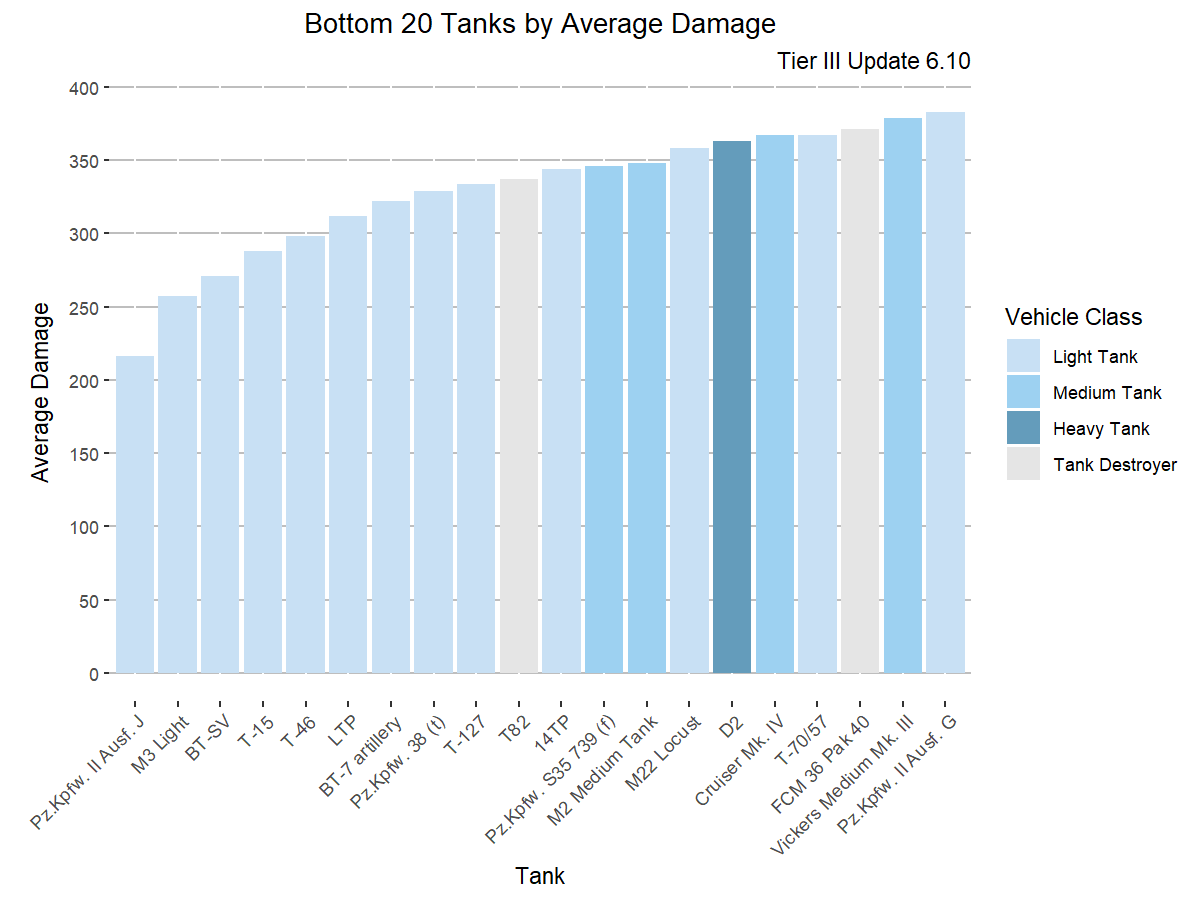 Bottom 20 Tanks by Average Damage
Tier III Update 6.10
Average Damage
400
350
300
250
200
150
100
50
0
Pz.Kpfw. II Ausf. J
M3 Light
BT-SV
T-15
T-46
LTP
BT-7 artillery
Pz.Kpfw. 38 (t)
T-127
T82
14TP
Pz.Kpfw. S35 739 (f)
M2 Medium Tank
M22 Locust
D2
Cruiser Mk. IV
T-70/57
FCM 36 Pak 40
Vickers Medium Mk. III
Pz.Kpfw. II Ausf. G
Tank
Vehicle Class
Light Tank
Medium Tank
Heavy Tank
Tank Destroyer